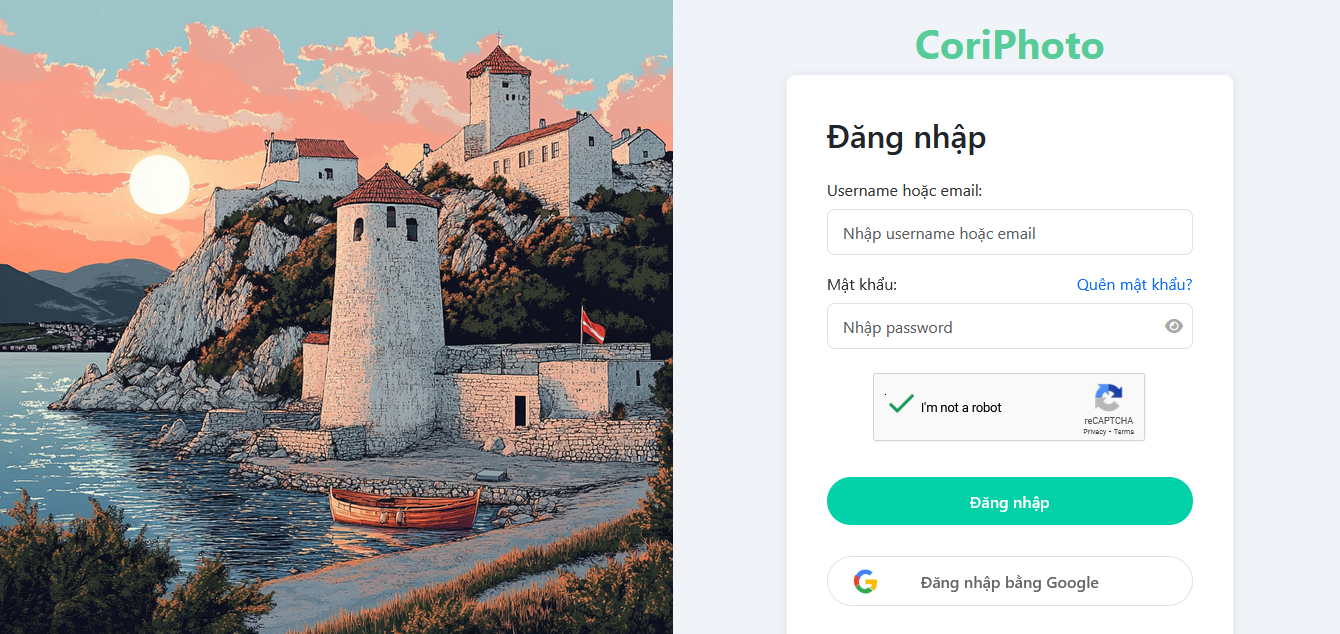 CoriPhoto
Đăng nhập
Username hoặc email:
Nhập username hoặc email
Mật khẩu:
Quên mật khẩu?
Nhập password
I'm not a robot
reCAPTCHA
Privacy - Terms
Đăng nhập
Đăng nhập bằng Google